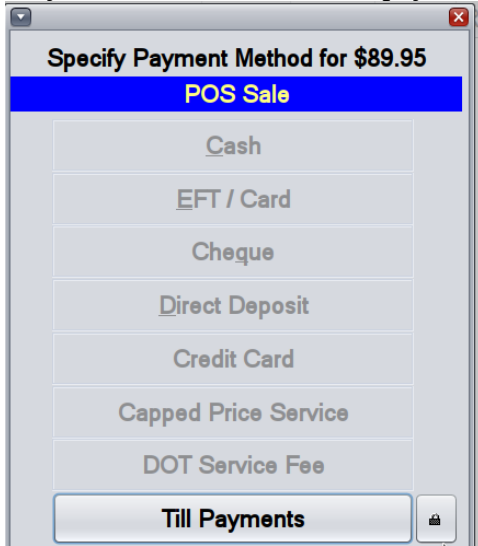 Specify Payment Method for $89.95
POS Sale
Cash
EFT / Card
Cheque
Direct Deposit
Credit Card
Capped Price Service
DOT Service Fee
Till Payments